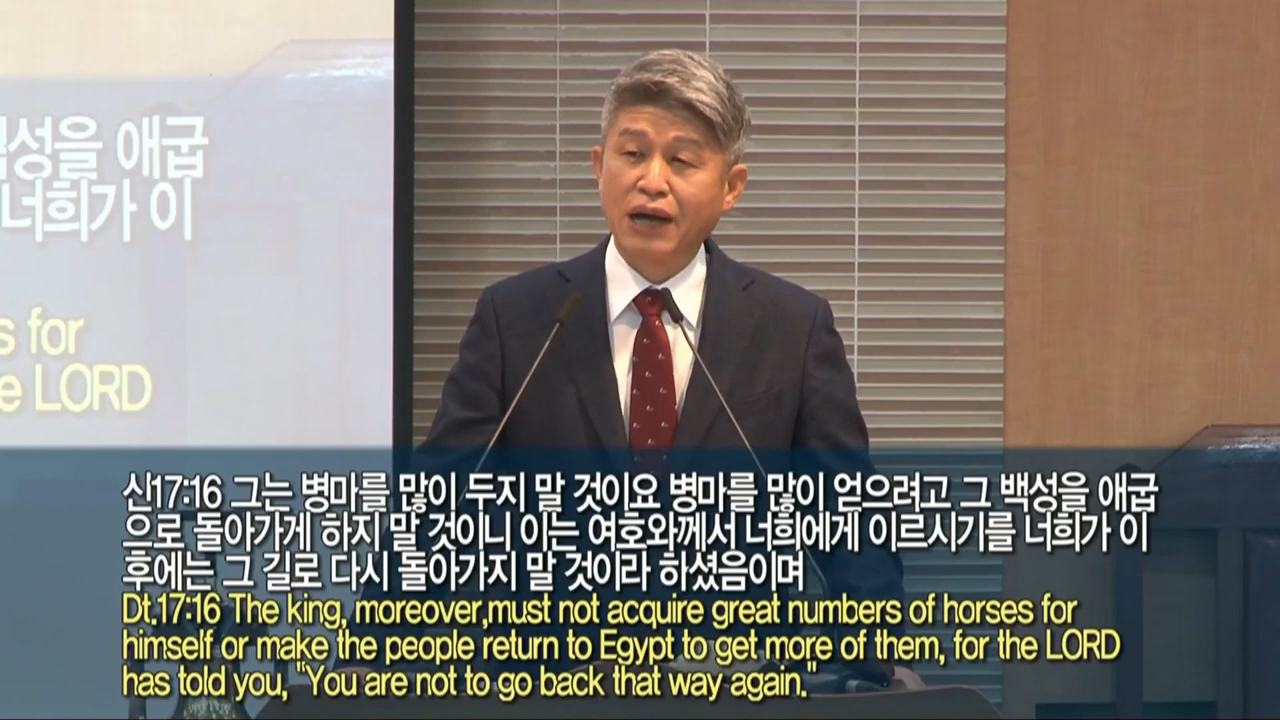 백성을 애굽
너희가 이
s for
e LORD
신17:16 그는 병마를 많이 두지 말 것이요 병마를 많이 얻으려고 그 백성을 애굽
으로 돌아가게 하지 말 것이니 이는 여호와께서 너희에게 이르시기를 너희가 이
후에는 그 길로 다시 돌아가지 말 것이라 하셨음이며
Dt.17:16 The king, moreover,must not acquire great numbers of horses for
himself or make the people return to Egypt to get more of them, for the LORD
has told you, "You are not to go back that way again."